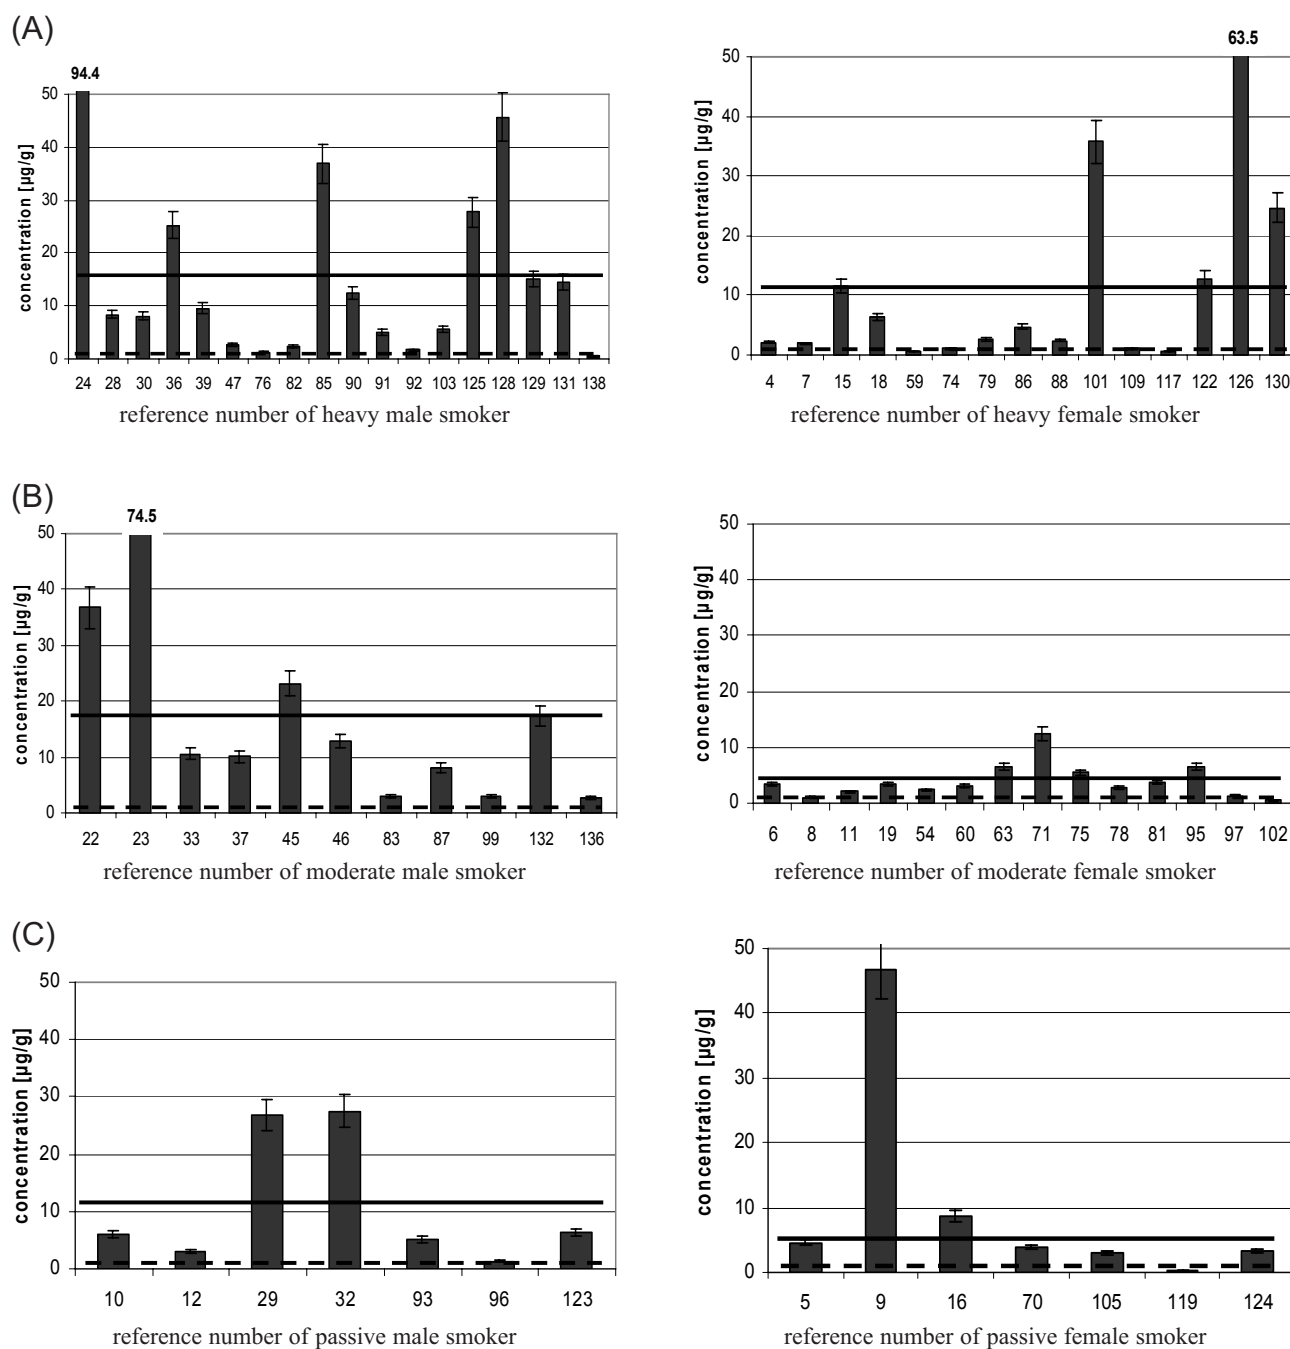 (A)
94.4
50
40
30
20
10
0
concentration [µg/g]
24 28 30 36 39 47 76 82 85 90 91 92 103 125 128 129 131 138
reference number of heavy male smoker
63.5
50
40
30
20
10
0
concentration [µg/g]
4 7 15 18 59 74 79 86 88 101 109 117 122 126 130
reference number of heavy female smoker
(B)
74.5
50
40
30
20
10
0
concentration [µg/g]
22 23 33 37 45 46 83 87 99 132 136
reference number of moderate male smoker
50
40
30
20
10
0
concentration [µg/g]
6 8 11 19 54 60 63 71 75 78 81 95 97 102
reference number of moderate female smoker
(C)
50
40
30
20
10
0
concentration [µg/g]
10 12 29 32 93 96 123
reference number of passive male smoker
50
40
30
20
10
0
concentration [µg/g]
5 9 16 70 105 119 124
reference number of passive female smoker